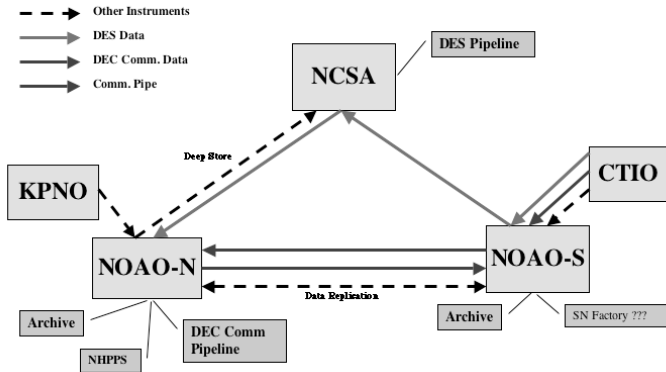 Other Instruments
DES Data
DEC Comm. Data
Comm. Pipe
DES Pipeline
NCSA
Deep Store
KPNO
CTIO
NOAO-N
NOAO-S
Data Replication
Archive
NHPPS
DEC Comm
Pipeline
Archive
SN Factory ???